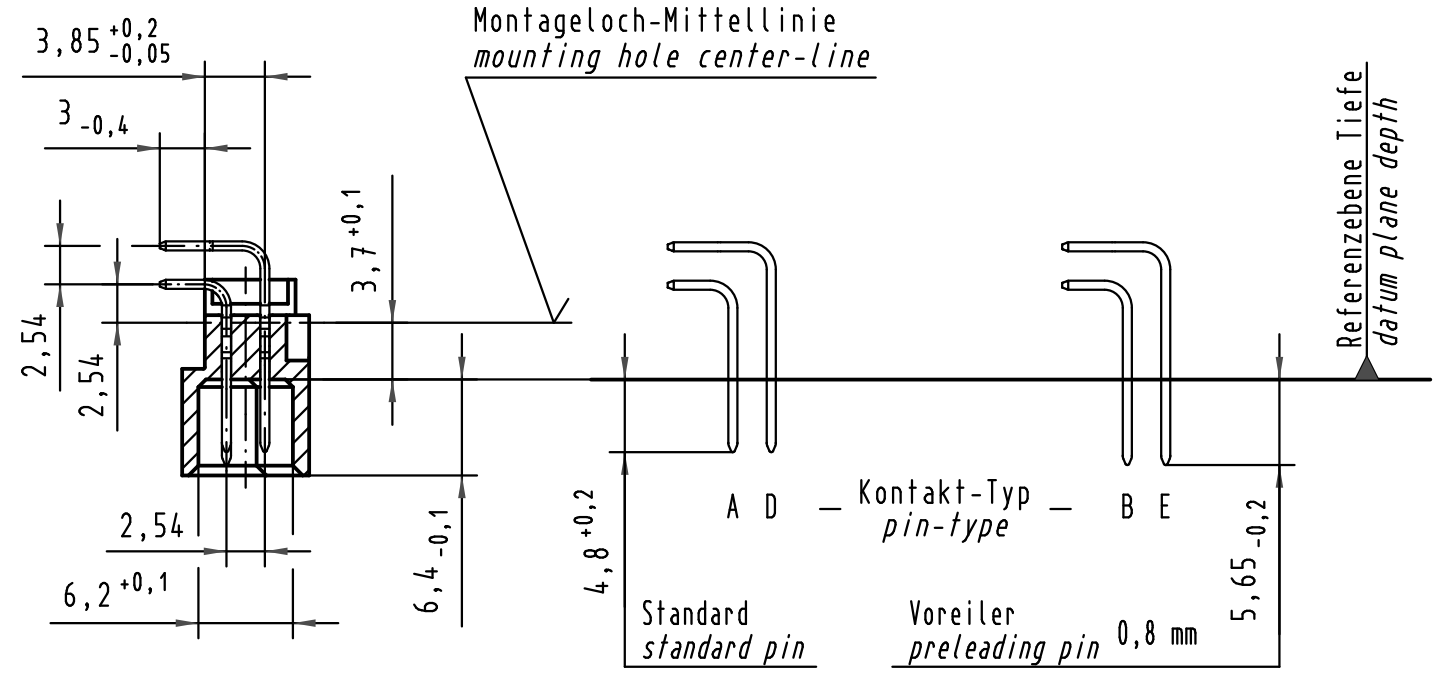 Montageloch-Mittellinie
mounting hole center-line
3,85 +0,2 -0,05
3 -0,4
3,7 +0,1
2,54
2,54
Referenzebene Tiefe
datum plane depth
A D — Kontakt-Typ — B E
pin-type
2,54
6,2 +0,1
6,4 -0,1
4,8 +0,2
5,65 -0,2
Standard
standard pin
Voreiler
preleading pin 0,8 mm